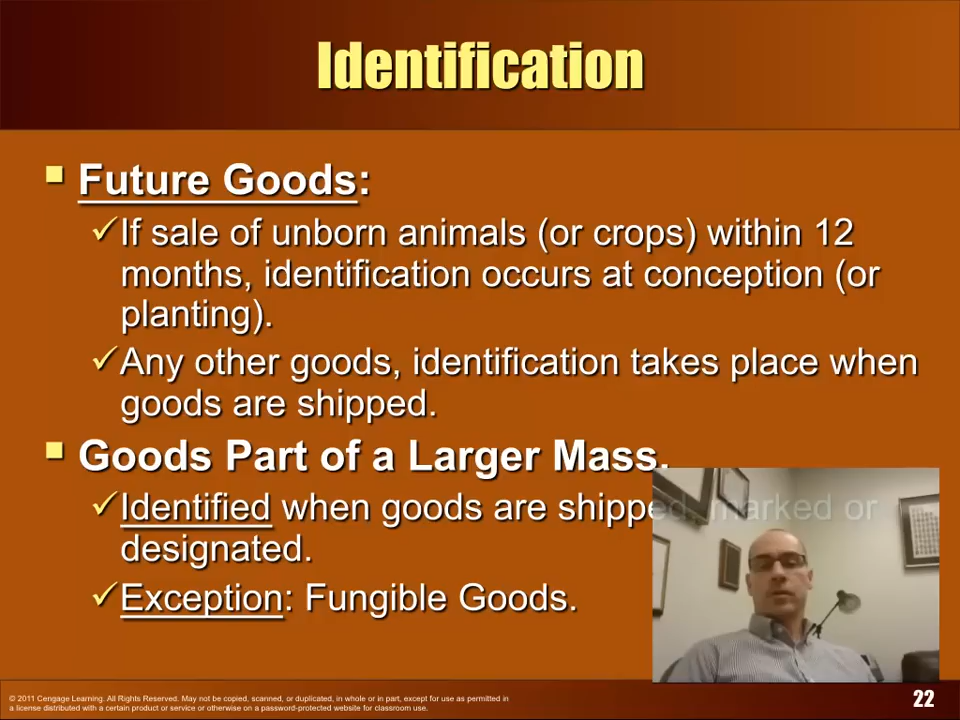 Identification
Future Goods:
If sale of unborn animals (or crops) within 12
months, identification occurs at conception (or
planting).
Any other goods, identification takes place when
goods are shipped.
Goods Part of a Larger Mass.
Identified when goods are shipped, marked or
designated.
Exception: Fungible Goods.
© 2011 Cengage Learning. All Rights Reserved. May not be copied, scanned, or duplicated, in whole or in part, except for use as permitted in
a license distributed with a certain product or service or otherwise on a password-protected website for classroom use.
22